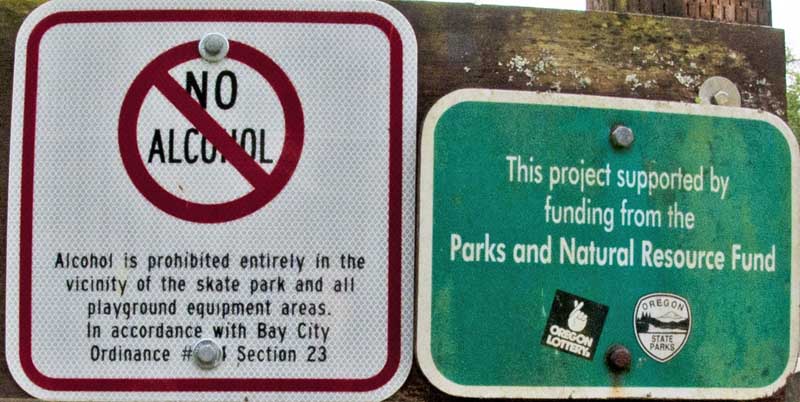 NO
ALCOHOL
Alcohol is prohibited entirely in the
vicinity of the skate park and all
playground equipment areas.
In accordance with Bay City
Ordinance # Section 23
This project supported by
funding from the
Parks and Natural Resource Fund
OREGON
LOTTERY
OREGON
STATE
PARKS